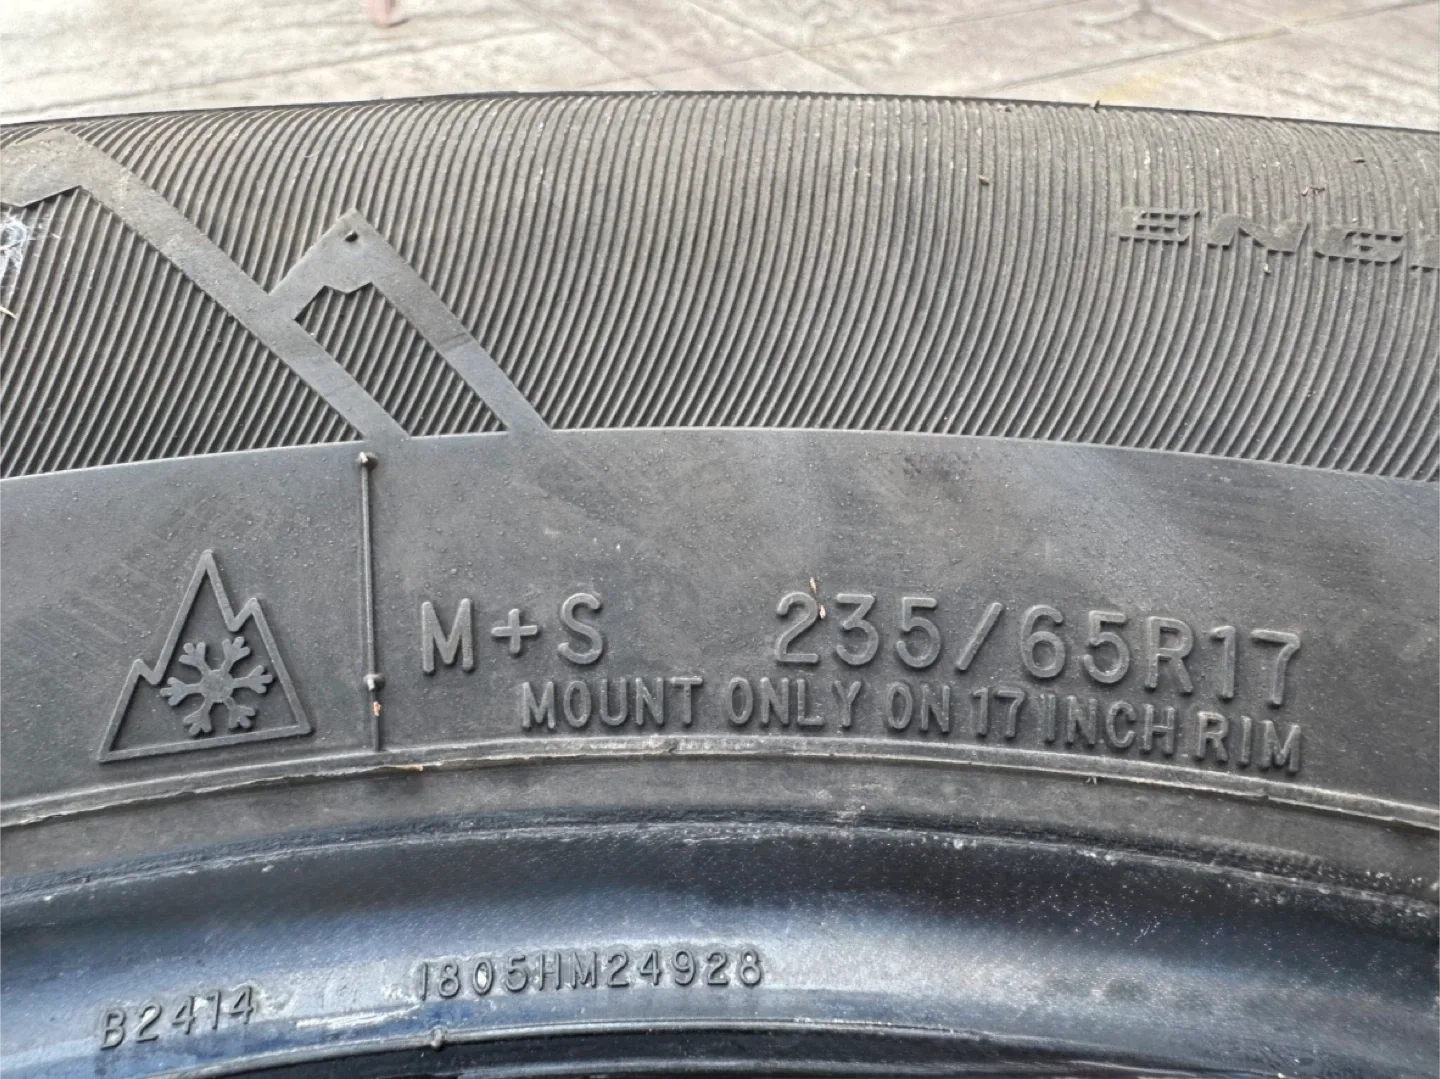 M+S 235/65R17
MOUNT ONLY ON 17 INCH RIM
B2414 1805HM24928